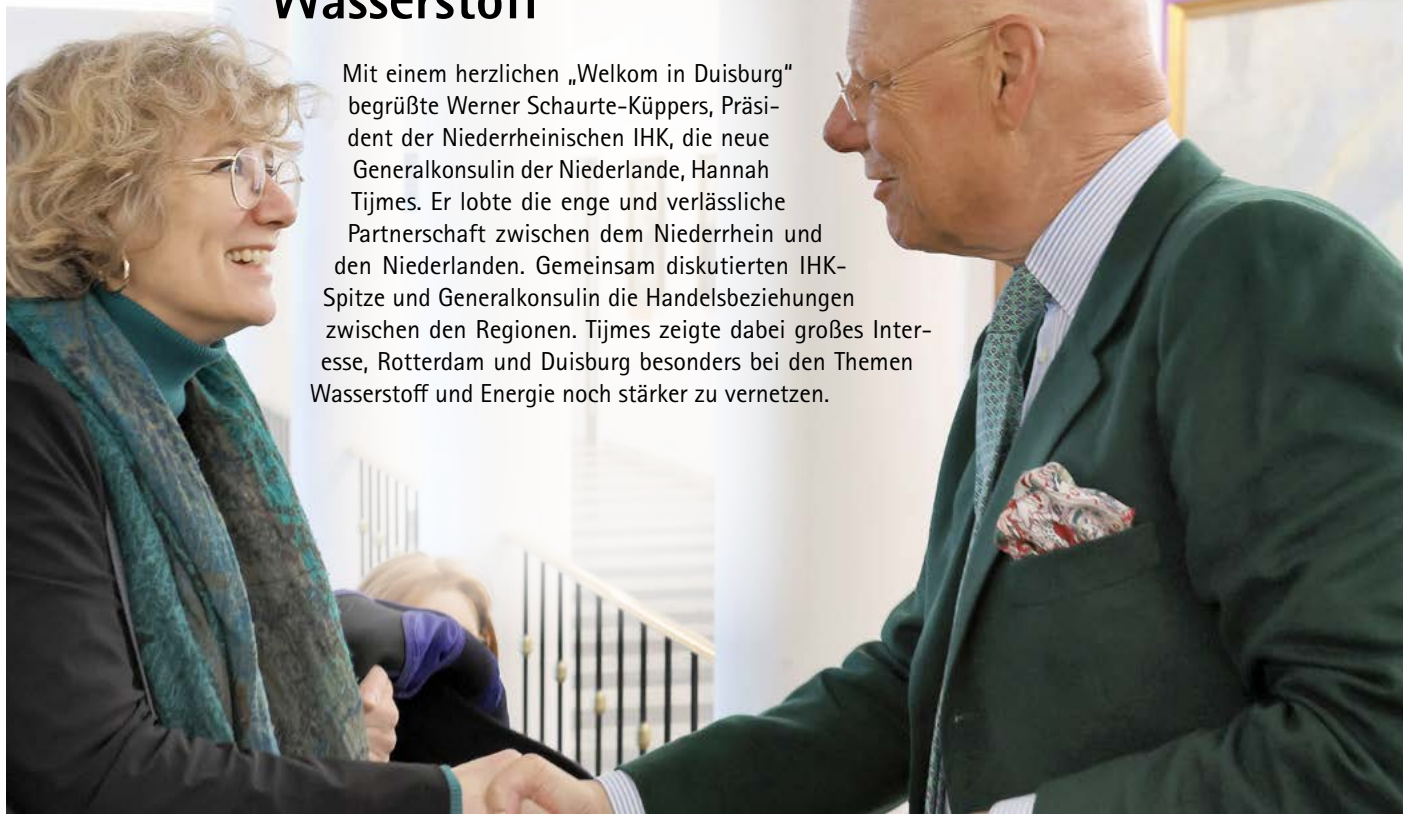 Wasserstoff
Mit einem herzlichen „Welkom in Duisburg"
begrüßte Werner Schaurte-Küppers, Präsi-
dent der Niederrheinischen IHK, die neue
Generalkonsulin der Niederlande, Hannah
Tijmes. Er lobte die enge und verlässliche
Partnerschaft zwischen dem Niederrhein und
den Niederlanden. Gemeinsam diskutierten IHK-
Spitze und Generalkonsulin die Handelsbeziehungen
zwischen den Regionen. Tijmes zeigte dabei großes Inter-
esse, Rotterdam und Duisburg besonders bei den Themen
Wasserstoff und Energie noch stärker zu vernetzen.